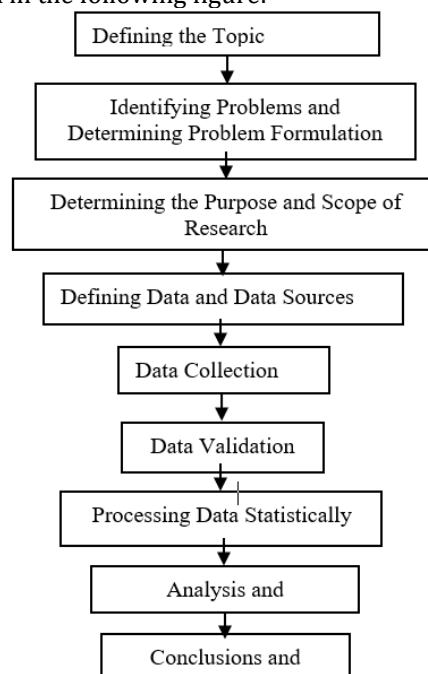 in the following figure.
Defining the Topic
Identifying Problems and
Determining Problem Formulation
Determining the Purpose and Scope of
Research
Defining Data and Data Sources
Data Collection
Data Validation
Processing Data Statistically
Analysis and
Conclusions and